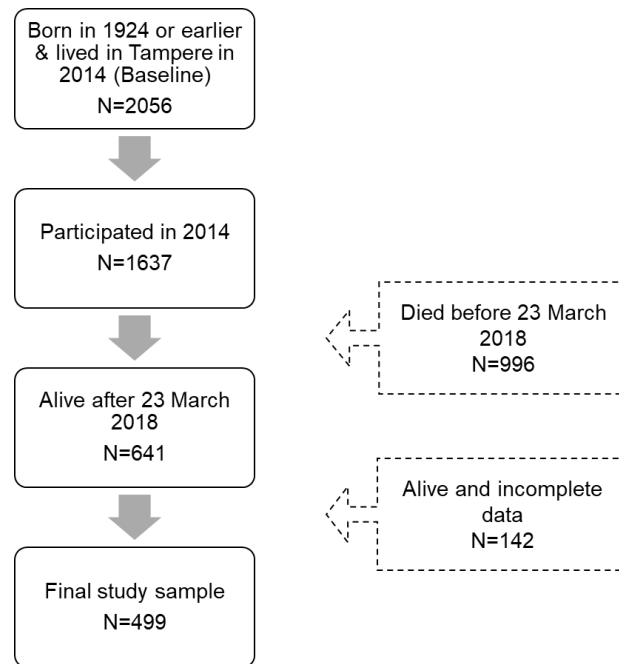 Born in 1924 or earlier
& lived in Tampere in
2014 (Baseline)
N=2056
Participated in 2014
N=1637
Died before 23 March
2018
N=996
Alive after 23 March
2018
N=641
Alive and incomplete
data
N=142
Final study sample
N=499